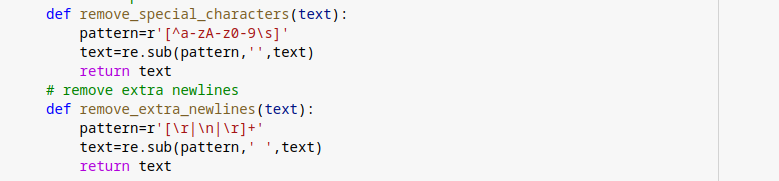 def remove_special_characters(text):
pattern=r'[^a-zA-z0-9\s]'
text=re.sub(pattern,'',text)
return text
# remove extra newlines
def remove_extra_newlines(text):
pattern=r'[\r|\n|\r]+'
text=re.sub(pattern,' ',text)
return text